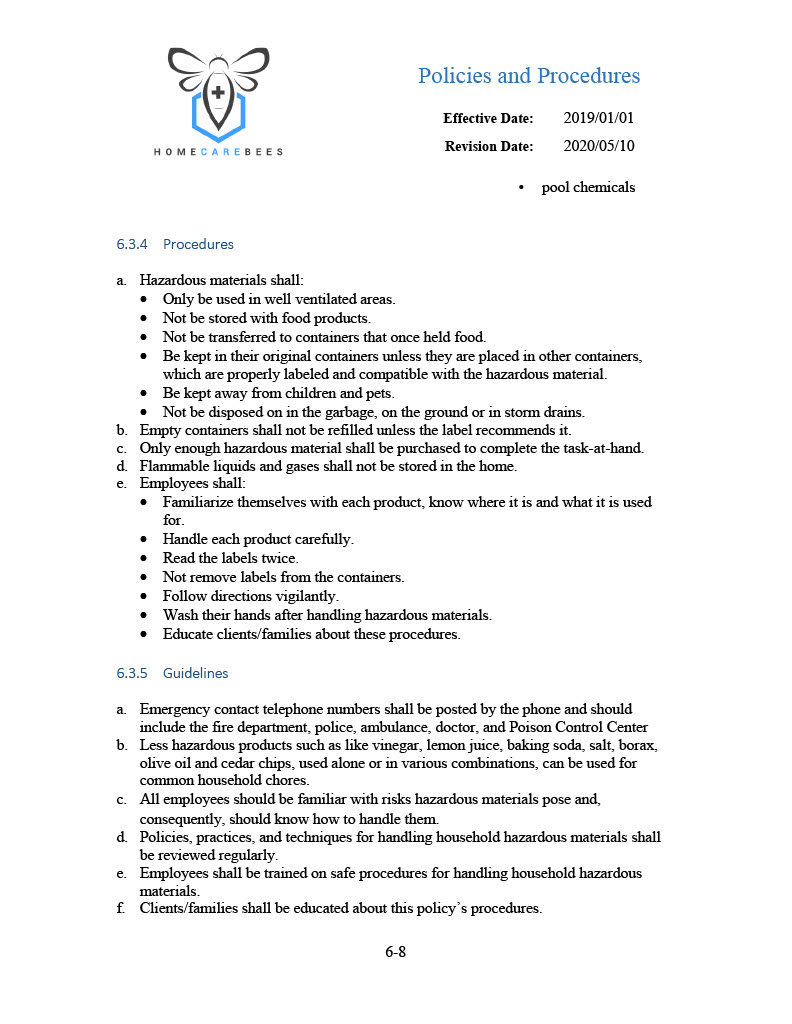 Policies and Procedures
Effective Date: 2019/01/01
Revision Date: 2020/05/10
HOMECAREBEES
• pool chemicals
6.3.4 Procedures
a. Hazardous materials shall:
• Only be used in well ventilated areas.
• Not be stored with food products.
• Not be transferred to containers that once held food.
• Be kept in their original containers unless they are placed in other containers,
which are properly labeled and compatible with the hazardous material.
• Be kept away from children and pets.
• Not be disposed on in the garbage, on the ground or in storm drains.
b. Empty containers shall not be refilled unless the label recommends it.
c. Only enough hazardous material shall be purchased to complete the task-at-hand.
d. Flammable liquids and gases shall not be stored in the home.
e. Employees shall:
• Familiarize themselves with each product, know where it is and what it is used
for.
• Handle each product carefully.
• Read the labels twice.
• Not remove labels from the containers.
• Follow directions vigilantly.
• Wash their hands after handling hazardous materials.
• Educate clients/families about these procedures.
6.3.5 Guidelines
a. Emergency contact telephone numbers shall be posted by the phone and should
include the fire department, police, ambulance, doctor, and Poison Control Center
b. Less hazardous products such as like vinegar, lemon juice, baking soda, salt, borax,
olive oil and cedar chips, used alone or in various combinations, can be used for
common household chores.
c. All employees should be familiar with risks hazardous materials pose and,
consequently, should know how to handle them.
d. Policies, practices, and techniques for handling household hazardous materials shall
be reviewed regularly.
e. Employees shall be trained on safe procedures for handling household hazardous
materials.
f. Clients/families shall be educated about this policy’s procedures.
6-8